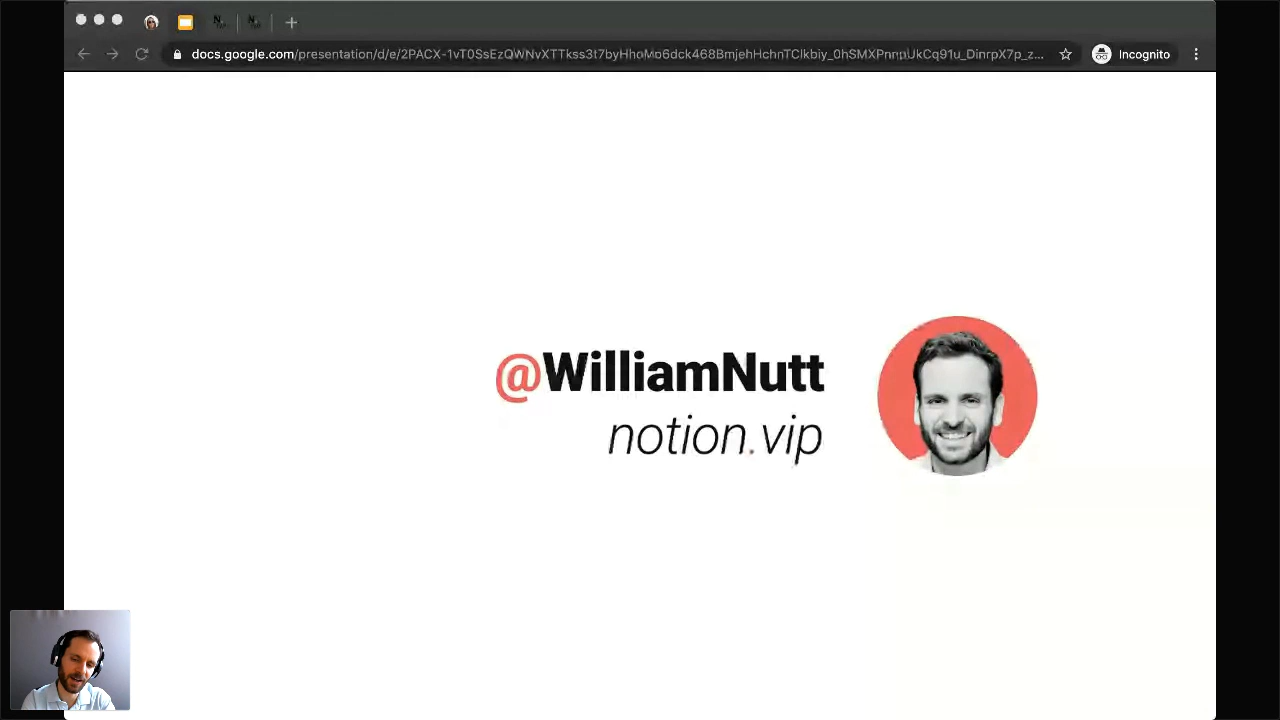 docs.google.com/presentation/d/e/2PACX-1vT0SsEzQWNvXTTkss3t7byHhoMo6dck468BmjehHchnTClkbiy_0hSMXPnnpUkCq91u_DinrpX7p_z...
Incognito
@WilliamNutt
notion.vip